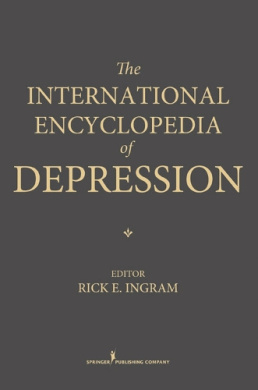 The
INTERNATIONAL
ENCYCLOPEDIA
of
DEPRESSION
EDITOR
RICK E. INGRAM
SPRINGER PUBLISHING COMPANY